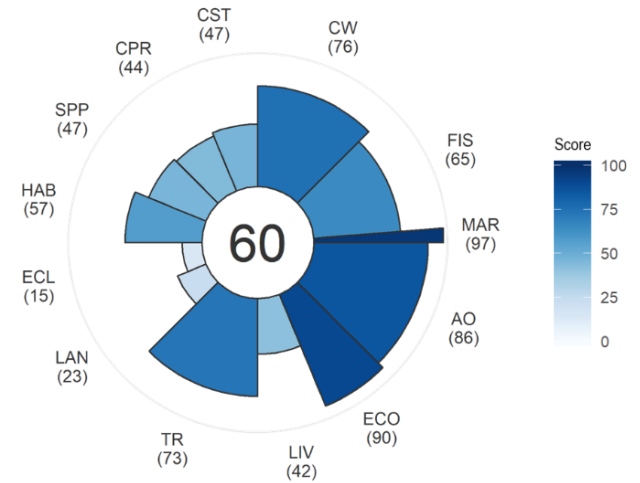 CST
(47)
CW
(76)
CPR
(44)
SPP
(47)
FIS
(65)
Score
100
75
50
25
0
HAB
(57)
MAR
(97)
60
ECL
(15)
AO
(86)
LAN
(23)
ECO
(90)
TR
(73)
LIV
(42)